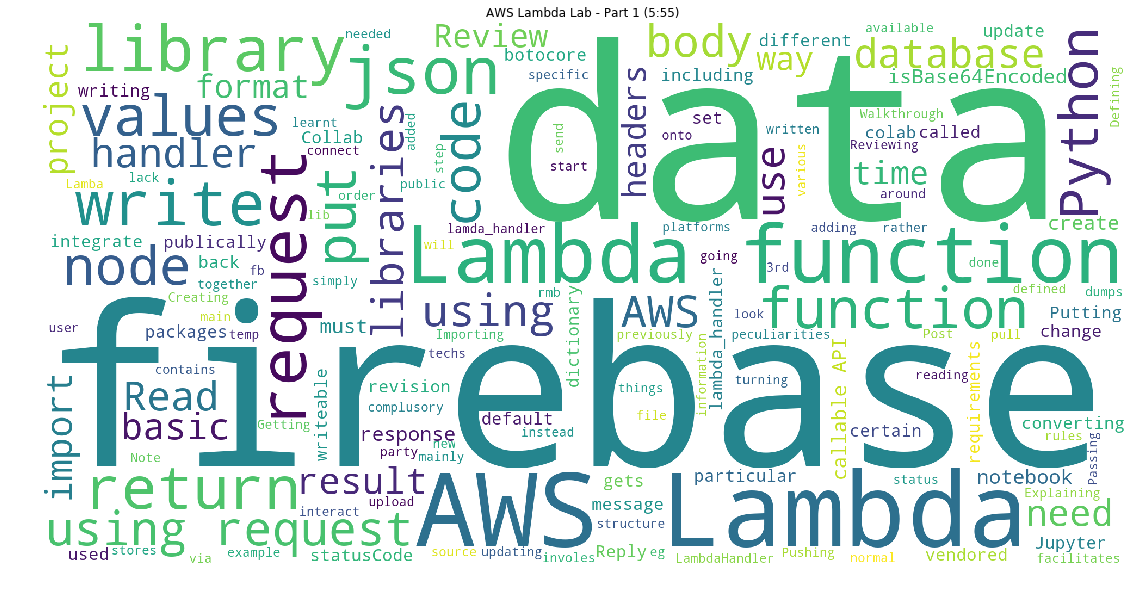 AWS Lambda Lab - Part 1 (5:55)
needed
library
json
Review
botocore
specific
body
way
different
available
update
database
isBase64Encoded
Python
Defining
project
writing
format
values
handler
learnt
Collab
connect
added
step
code
data
send
start
headers
including
set
onto
use
written
various
Walkthrough
colab
called
Reviewing
time
around
Lamba
lack
write
request
put
order
lib
public
libraries
lamda_handler
will
Lambda function
platforms
adding
rather
create
done
integrate
publically
node
back
fb
together
simply
going
3rd
defined
dumps
Creating
main
temp
user
packages
must
using
rmb
Importing
dictionary
AWS
previously
information
lambda_handler
look
peculiarities
function
Post
pull
Putting
change
firebase
contains
Read
basic
import
Getting
Note
writeable
revision
complusory
techs
default
response
party
new
mainly
instead
things
file
turning
callable API
certain
reading
requirements
converting
rules
Passing
return
result
interact
upload
using request
AWS Lambda
gets
message
structure
particular
status
notebook
Explaining
need
used
stores
via
example
statusCode
source
updating
involes
Reply
eg
LambdaHandler
Pushing
normal
vendored
Jupyter
facilitates